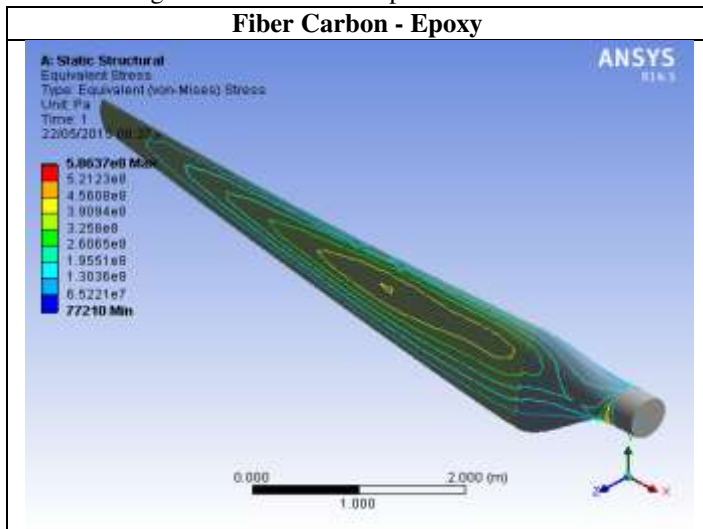 Fiber Carbon - Epoxy
A: Static Structural
Equivalent Stress
Type: Equivalent (von-Mises) Stress
Unit: Pa
Time: 1
ANSYS
5.8637e8 Max
5.2123e8
4.5608e8
3.9094e8
3.258e8
2.6065e8
1.9551e8
1.3036e8
6.5221e7
77210 Min
0.000
2.000 (m)
1.000
Z
X